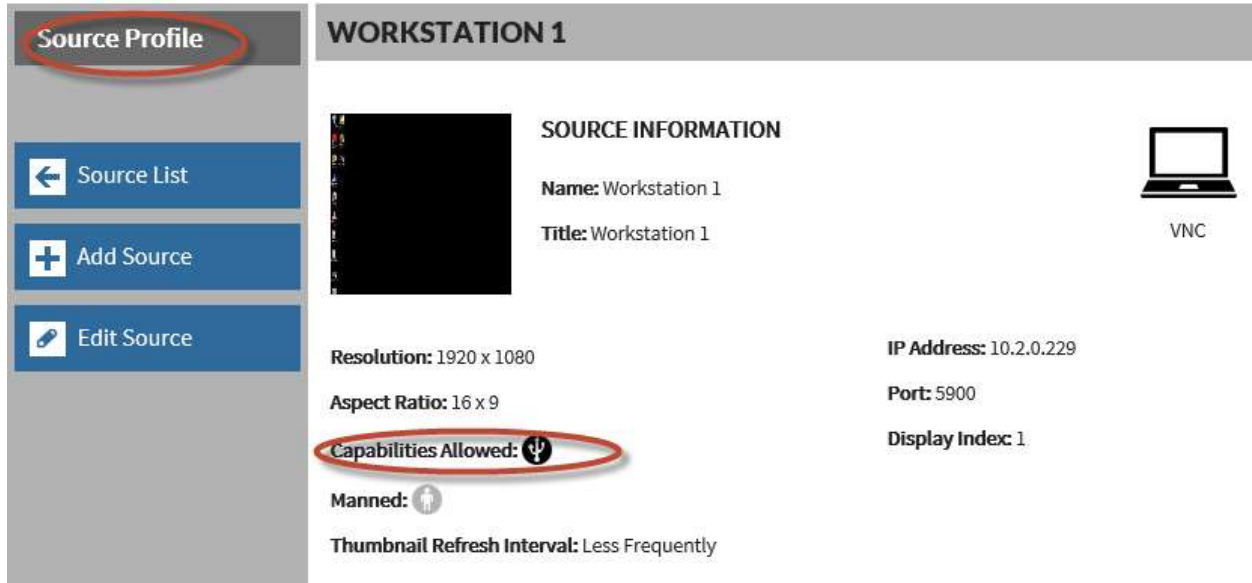 Source Profile
WORKSTATION 1
Source List
Add Source
Edit Source
SOURCE INFORMATION
Name: Workstation 1
Title: Workstation 1
VNC
Resolution: 1920 x 1080
Aspect Ratio: 16 x 9
Capabilities Allowed:
Manned:
Thumbnail Refresh Interval: Less Frequently
IP Address: 10.2.0.229
Port: 5900
Display Index: 1